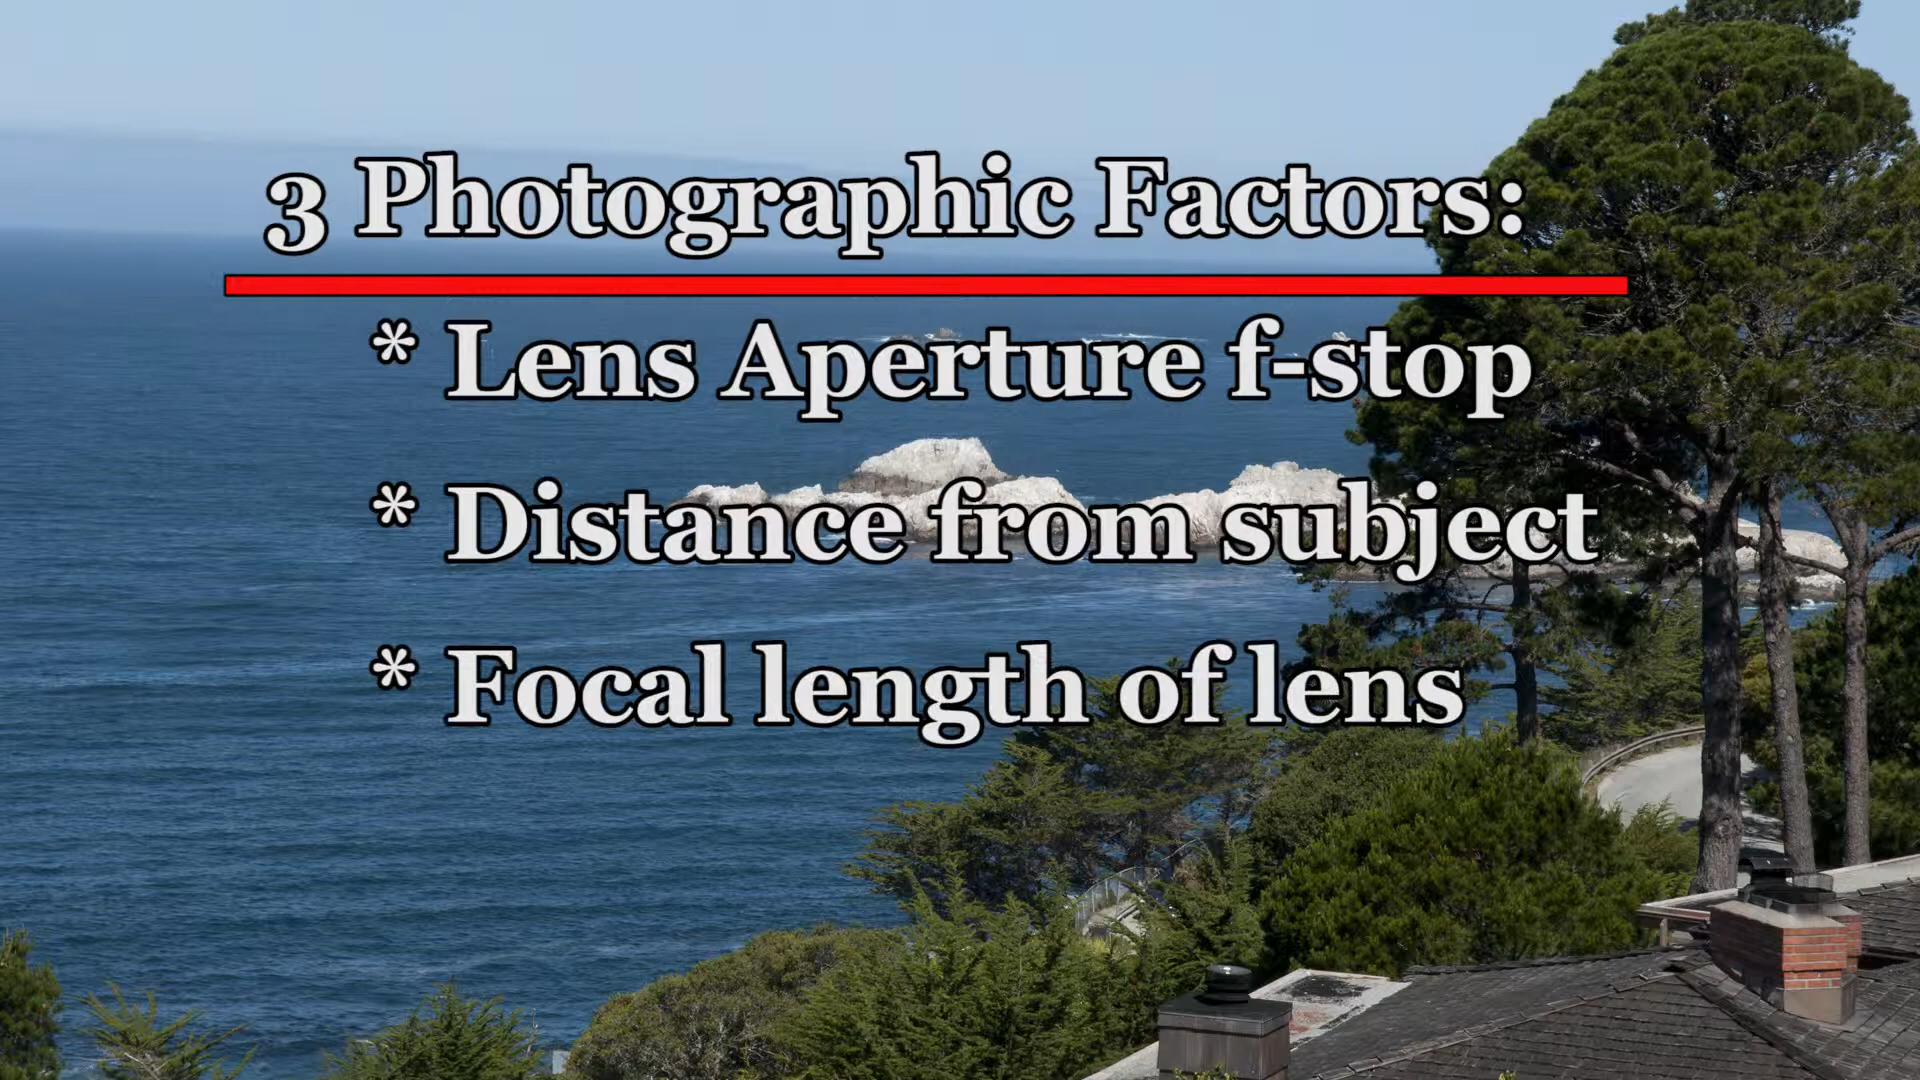 3 Photographic Factors:
* Lens Aperture f-stop
* Distance from subject
* Focal length of lens